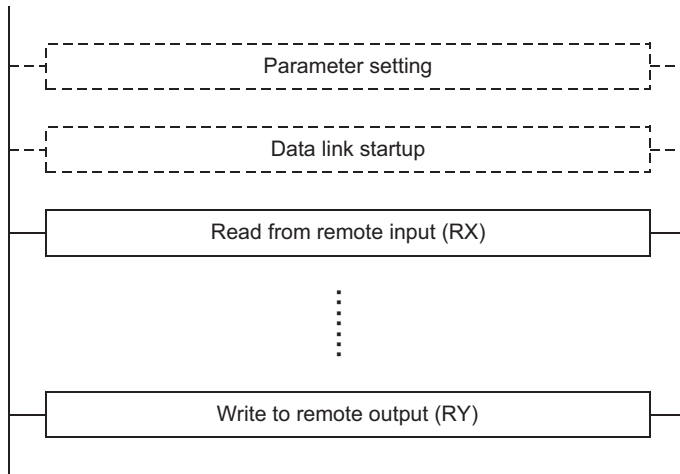 Parameter setting
Data link startup
Read from remote input (RX)
Write to remote output (RY)